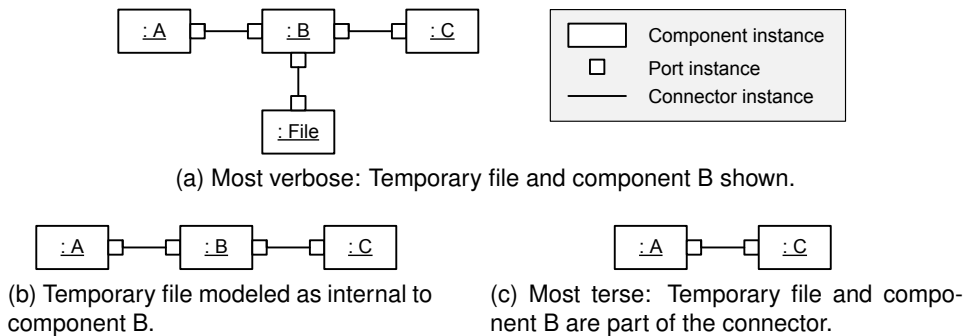 : A
: B
: C
: File
Component instance
Port instance
Connector instance
(a) Most verbose: Temporary file and component B shown.
: A
: B
: C
(b) Temporary file modeled as internal to
component B.
: A
: C
(c) Most terse: Temporary file and compo-
nent B are part of the connector.